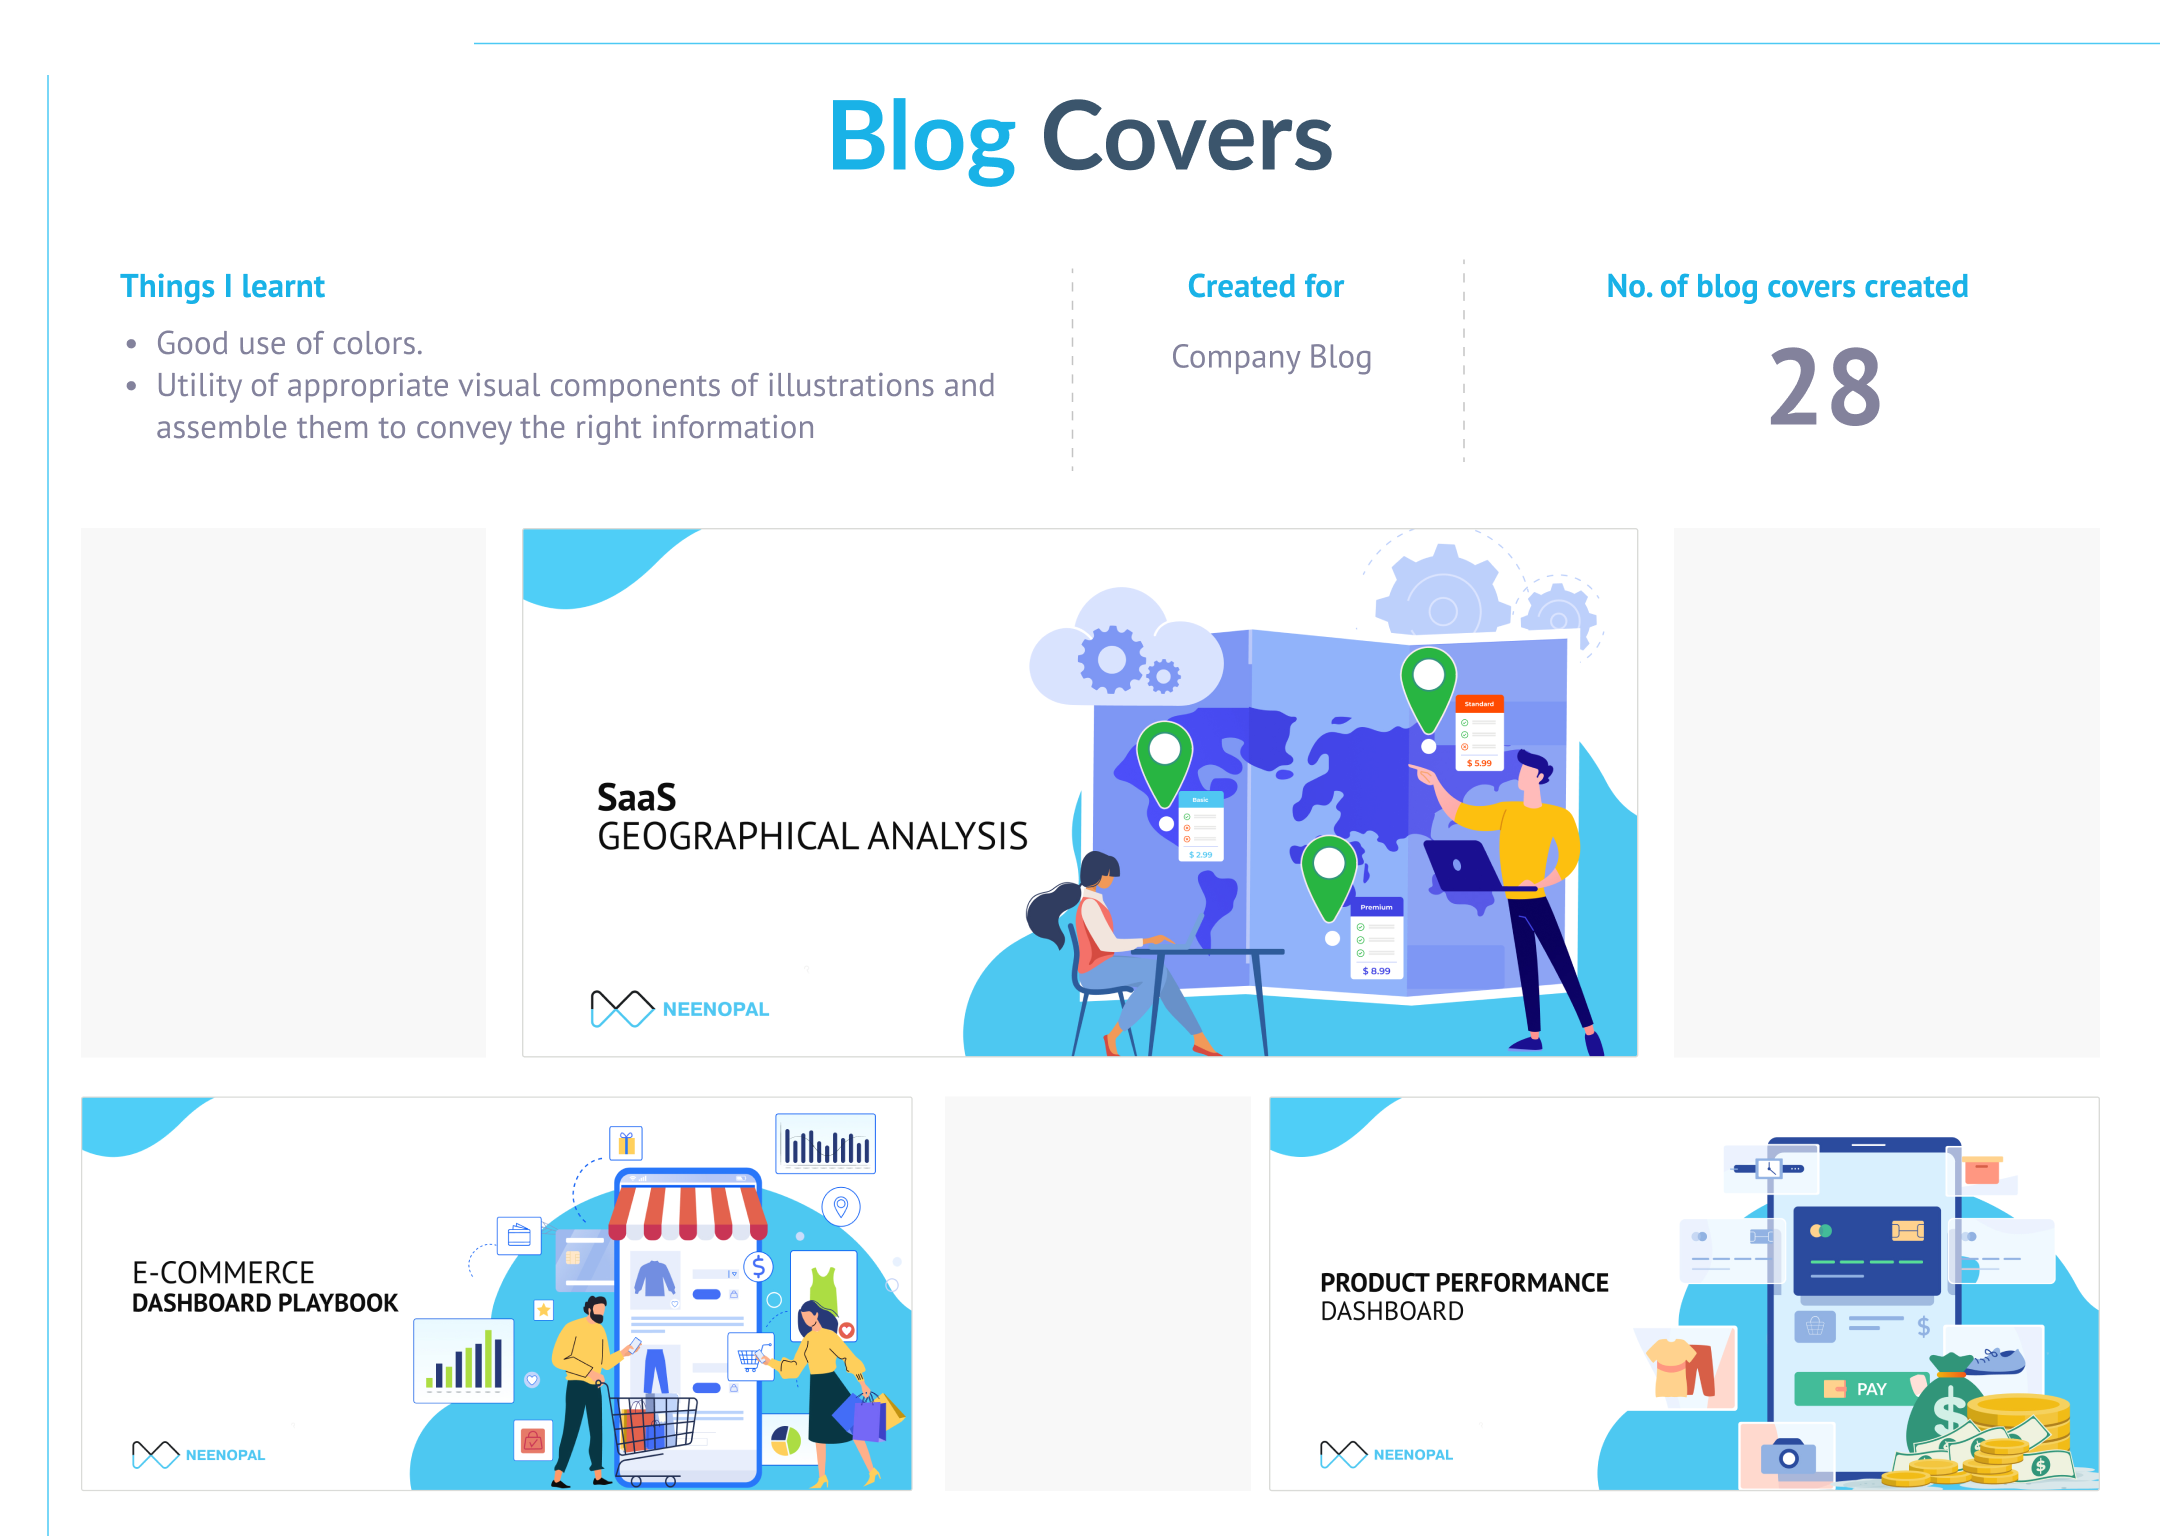 Blog Covers
Things I learnt
• Good use of colors.
• Utility of appropriate visual components of illustrations and
assemble them to convey the right information
Created for
Company Blog
No. of blog covers created
28
SaaS
GEOGRAPHICAL ANALYSIS
NEENOPAL
Basic
$ 2.99
Standard
$ 5.99
Premium
$ 8.99
E-COMMERCE
DASHBOARD PLAYBOOK
NEENOPAL
$
PRODUCT PERFORMANCE
DASHBOARD
NEENOPAL
$
PAY
$
$
$
$